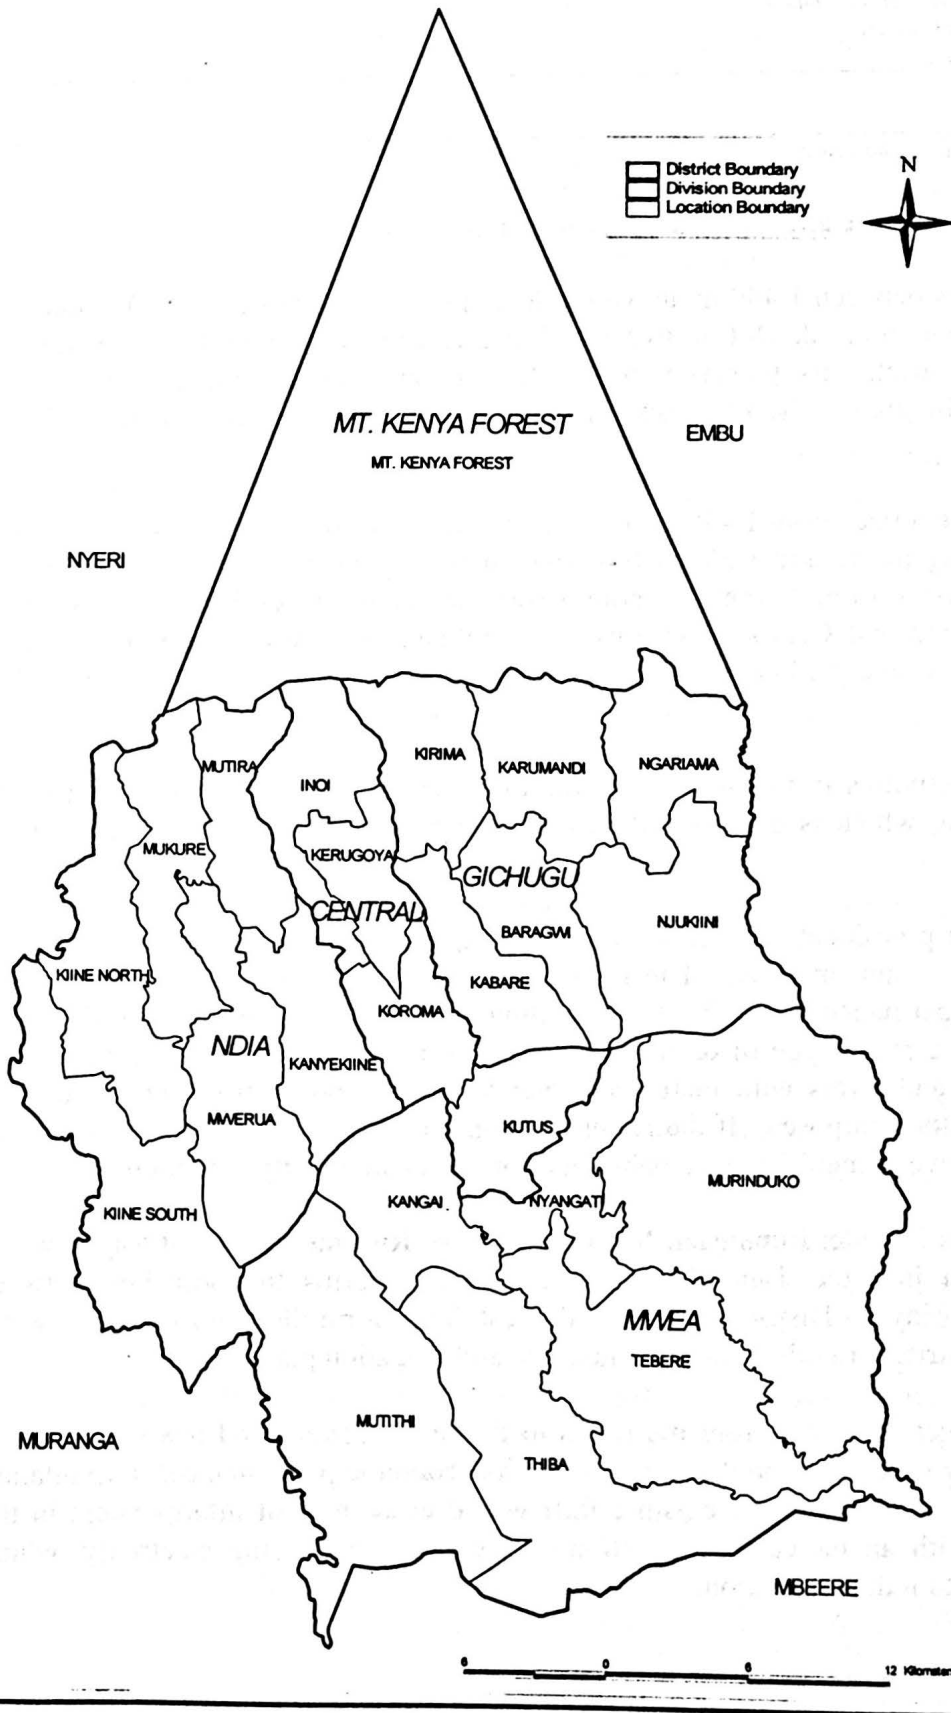 District Boundary
Division Boundary
Location Boundary
N
MT. KENYA FOREST
MT. KENYA FOREST
EMBU
NYERI
MUTIRA
INOI
KIRIMA
KARUMANDI
NGARIAMA
MUKURE
KERUGOYA
GICHUGU
CENTRAL
BARAGWI
NJUKIINI
KIINE NORTH
KABARE
KOROMA
NDIA
KANYEKIINE
MWERUA
KUTUS
KIINE SOUTH
KANGAI
NYANGATI
MURINDUKO
MWEA
TEBERE
MUTITHI
MURANGA
THIBA
MBEERE
6 0 6 12 Kilometers